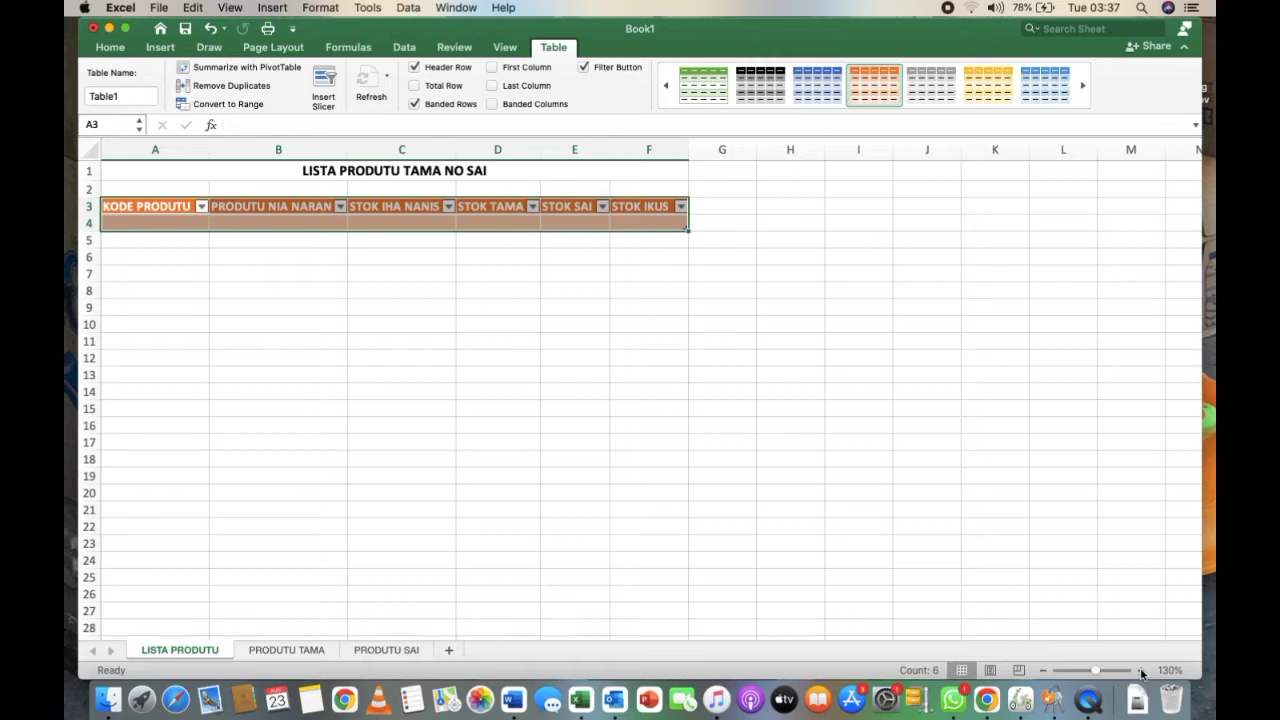 Excel File Edit View Insert Format Tools Data Window Help 78% Tue 03:37
Book1 Search Sheet
Home Insert Draw Page Layout Formulas Data Review View Table Share
Table Name: Summarize with PivotTable Header Row First Column Filter Button
Table1 Remove Duplicates Insert Slicer Refresh Total Row Last Column
Convert to Range Banded Rows Banded Columns
A3 fx
A B C D E F G H I J K L M N
1 LISTA PRODUTU TAMA NO SAI
2
3 KODE PRODUTU PRODUTU NIA NARAN STOK IHA NANIS STOK TAMA STOK SAI STOK IKUS
4
5
6
7
8
9
10
11
12
13
14
15
16
17
18
19
20
21
22
23
24
25
26
27
28
LISTA PRODUTU PRODUTU TAMA PRODUTU SAI +
Ready Count: 6 130%
AUG
23